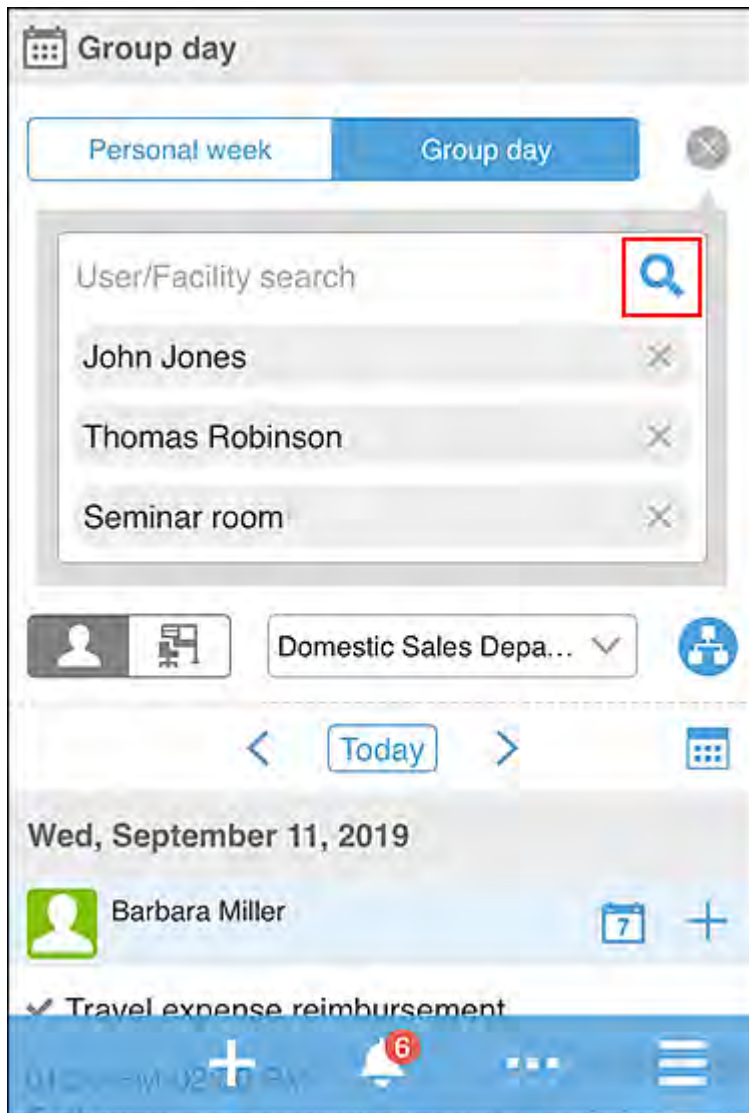 Group day
Personal week Group day
User/Facility search
John Jones
Thomas Robinson
Seminar room
Domestic Sales Depa...
Today
Wed, September 11, 2019
Barbara Miller
7
Travel expense reimbursement
6